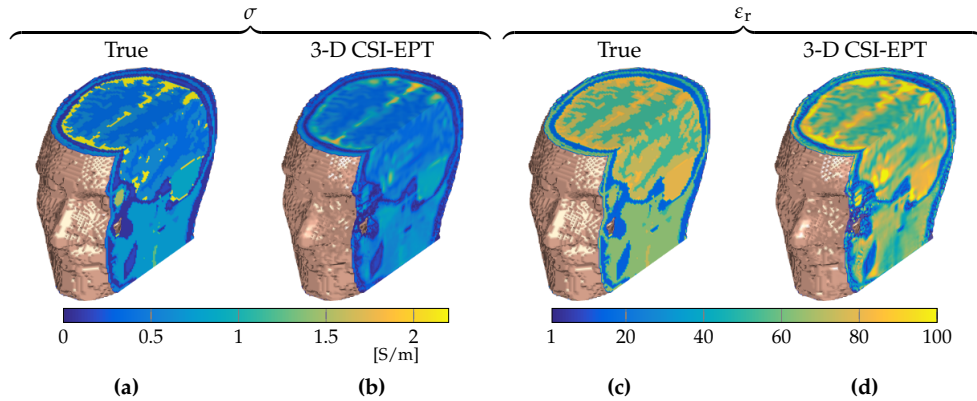 σ ε_r
True 3-D CSI-EPT True 3-D CSI-EPT
0 0.5 1 1.5 2 1 20 40 60 80 100
[S/m]
(a) (b) (c) (d)